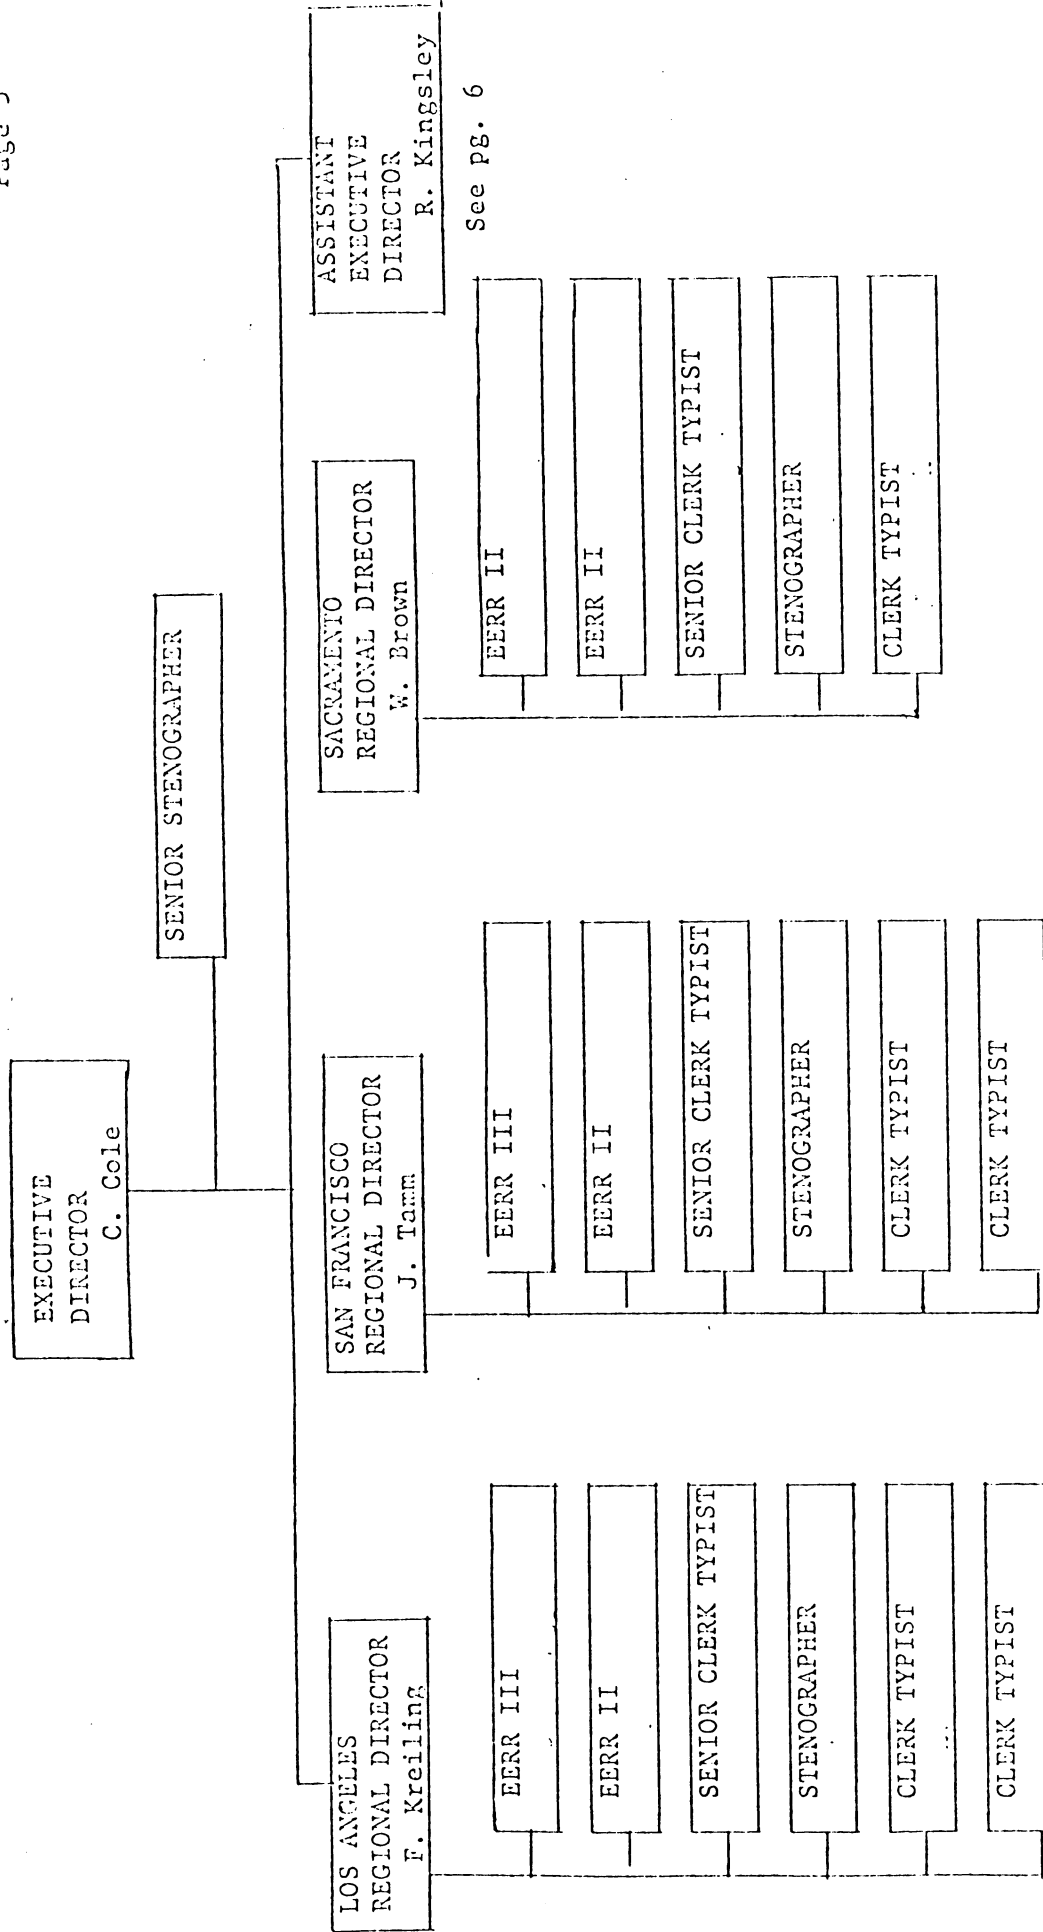 Page 5
EXECUTIVE
DIRECTOR
C. Cole
SENIOR STENOGRAPHER
LOS ANGELES
REGIONAL DIRECTOR
F. Kreiling
EERR III
EERR II
SENIOR CLERK TYPIST
STENOGRAPHER
CLERK TYPIST
CLERK TYPIST
SAN FRANCISCO
REGIONAL DIRECTOR
J. Tamm
EERR III
EERR II
SENIOR CLERK TYPIST
STENOGRAPHER
CLERK TYPIST
CLERK TYPIST
SACRAMENTO
REGIONAL DIRECTOR
W. Brown
EERR II
EERR II
SENIOR CLERK TYPIST
STENOGRAPHER
CLERK TYPIST
ASSISTANT
EXECUTIVE
DIRECTOR
R. Kingsley
See pg. 6